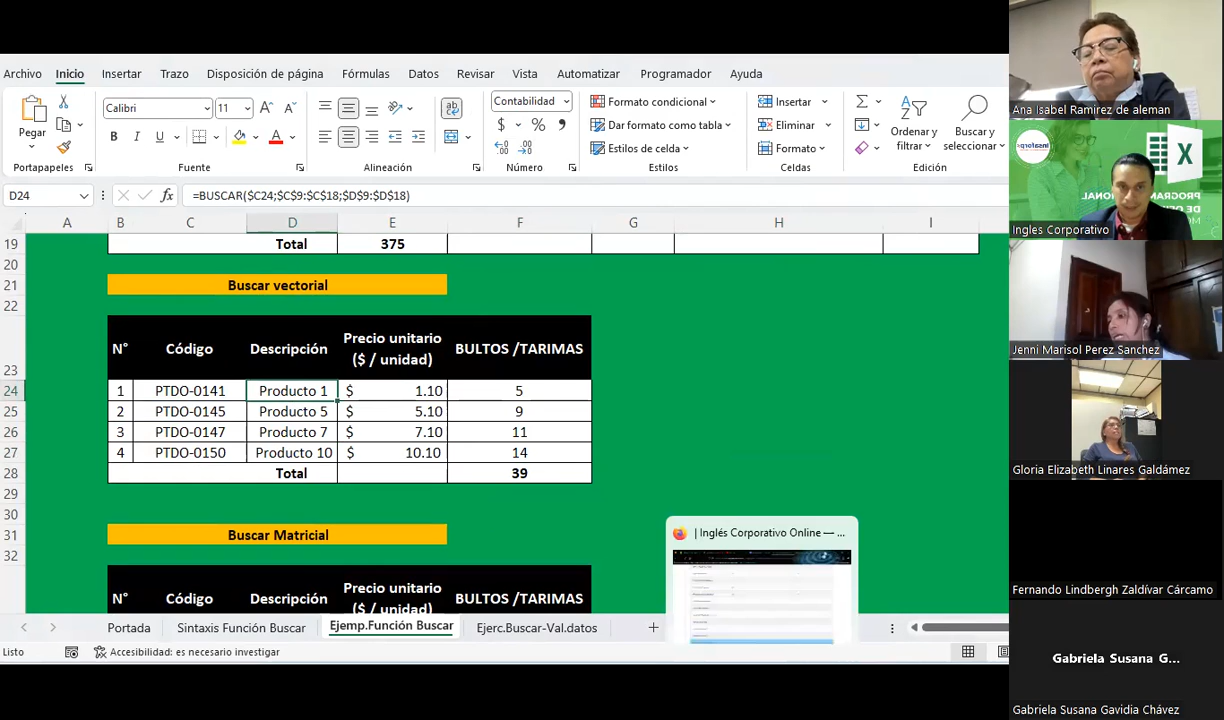 Archivo Inicio Insertar Trazo Disposición de página Fórmulas Datos Revisar Vista Automatizar Programador Ayuda
Pegar
Calibri 11
N K S
ab
Contabilidad
$ % ,
Formato condicional
Dar formato como tabla
Estilos de celda
Insertar
Eliminar
Formato
Ordenar y
filtrar
Buscar y
seleccionar
Portapapeles Fuente Alineación Número Estilos Celdas Edición
D24 fx =BUSCAR($C24;$C$9:$C$18;$D$9:$D$18)
A B C D E F G H I
19 Total 375
20
21 Buscar vectorial
22
23 N° Código Descripción Precio unitario ($ / unidad) BULTOS /TARIMAS
24 1 PTDO-0141 Producto 1 $ 1.10 5
25 2 PTDO-0145 Producto 5 $ 5.10 9
26 3 PTDO-0147 Producto 7 $ 7.10 11
27 4 PTDO-0150 Producto 10 $ 10.10 14
28 Total 39
29
30
31 Buscar Matricial
32
N° Código Descripción Precio unitario ($ / unidad) BULTOS /TARIMAS
| Inglés Corporativo Online — ...
Portada Sintaxis Función Buscar Ejemp.Función Buscar Ejerc.Buscar-Val.datos
Listo Accesibilidad: es necesario investigar
Ana Isabel Ramirez de aleman
Insaforp
X
Ingles Corporativo
Jenni Marisol Perez Sanchez
Gloria Elizabeth Linares Galdámez
Fernando Lindbergh Zaldívar Cárcamo
Gabriela Susana G...
Gabriela Susana Gavidia Chávez